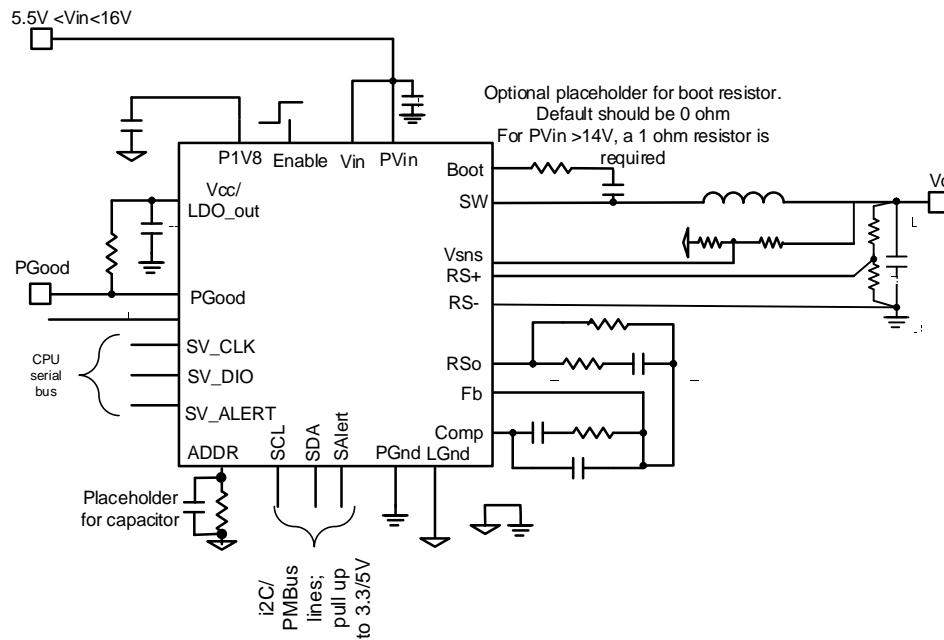 5.5V <Vin<16V
Optional placeholder for boot resistor.
Default should be 0 ohm
For PVin >14V, a 1 ohm resistor is
required
P1V8
Enable
Vin
PVin
Boot
Vcc/
LDO_out
SW
Vo
Vsns
PGood
RS+
PGood
RS-
SV_CLK
CPU
serial
bus
SV_DIO
SV_ALERT
RSo
Fb
Comp
ADDR
SCL
SDA
SAlert
PGnd
LGnd
Placeholder
for capacitor
i2C/
PMBus
lines;
pull up
to 3.3/5V